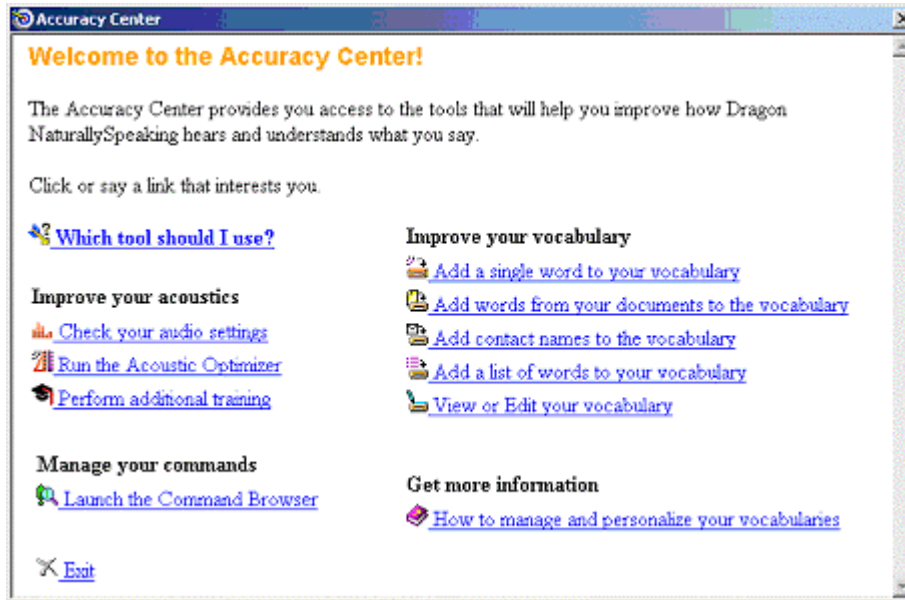 Accuracy Center
Welcome to the Accuracy Center!
The Accuracy Center provides you access to the tools that will help you improve how Dragon
NaturallySpeaking hears and understands what you say.
Click or say a link that interests you.
Which tool should I use?
Improve your acoustics
Check your audio settings
Run the Acoustic Optimizer
Perform additional training
Manage your commands
Launch the Command Browser
Exit
Improve your vocabulary
Add a single word to your vocabulary
Add words from your documents to the vocabulary
Add contact names to the vocabulary
Add a list of words to your vocabulary
View or Edit your vocabulary
Get more information
How to manage and personalize your vocabularies